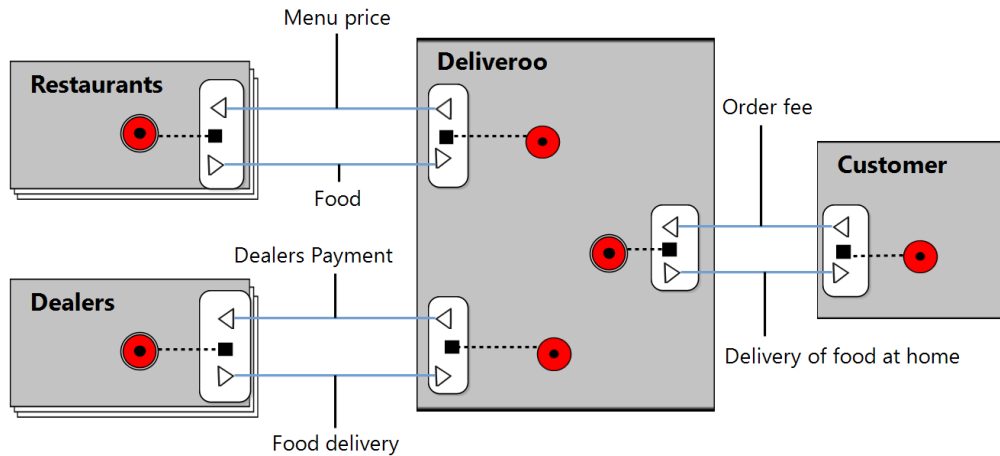 Menu price
Restaurants
Deliveroo
Order fee
Customer
Food
Dealers Payment
Dealers
Delivery of food at home
Food delivery